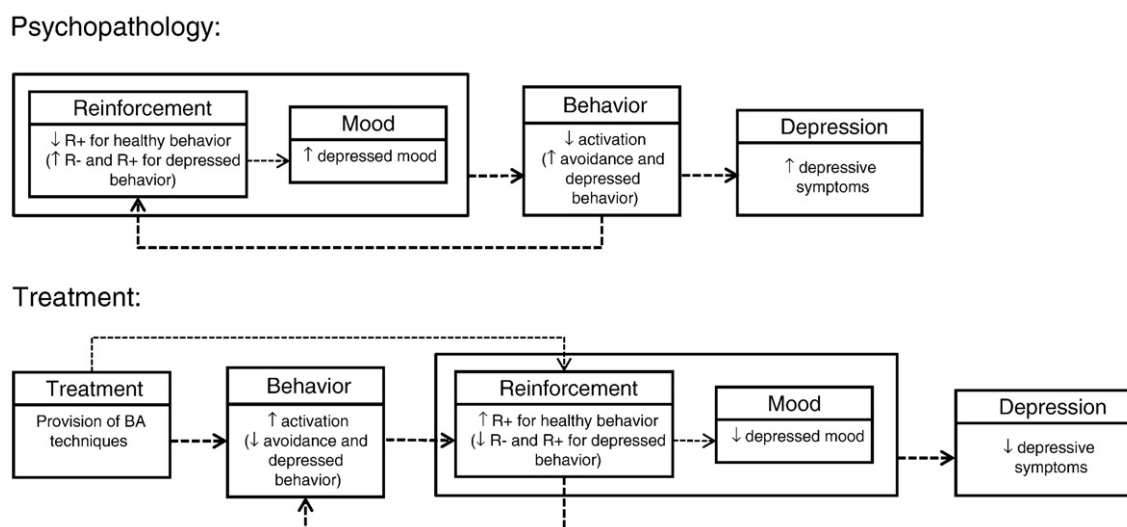 Psychopathology:
Reinforcement
↓ R+ for healthy behavior
(↑ R- and R+ for depressed
behavior)
Mood
↑ depressed mood
Behavior
↓ activation
(↑ avoidance and
depressed
behavior)
Depression
↑ depressive
symptoms
Treatment:
Treatment
Provision of BA
techniques
Behavior
↑ activation
(↓ avoidance and
depressed
behavior)
Reinforcement
↑ R+ for healthy behavior
(↓ R- and R+ for depressed
behavior)
Mood
↓ depressed mood
Depression
↓ depressive
symptoms